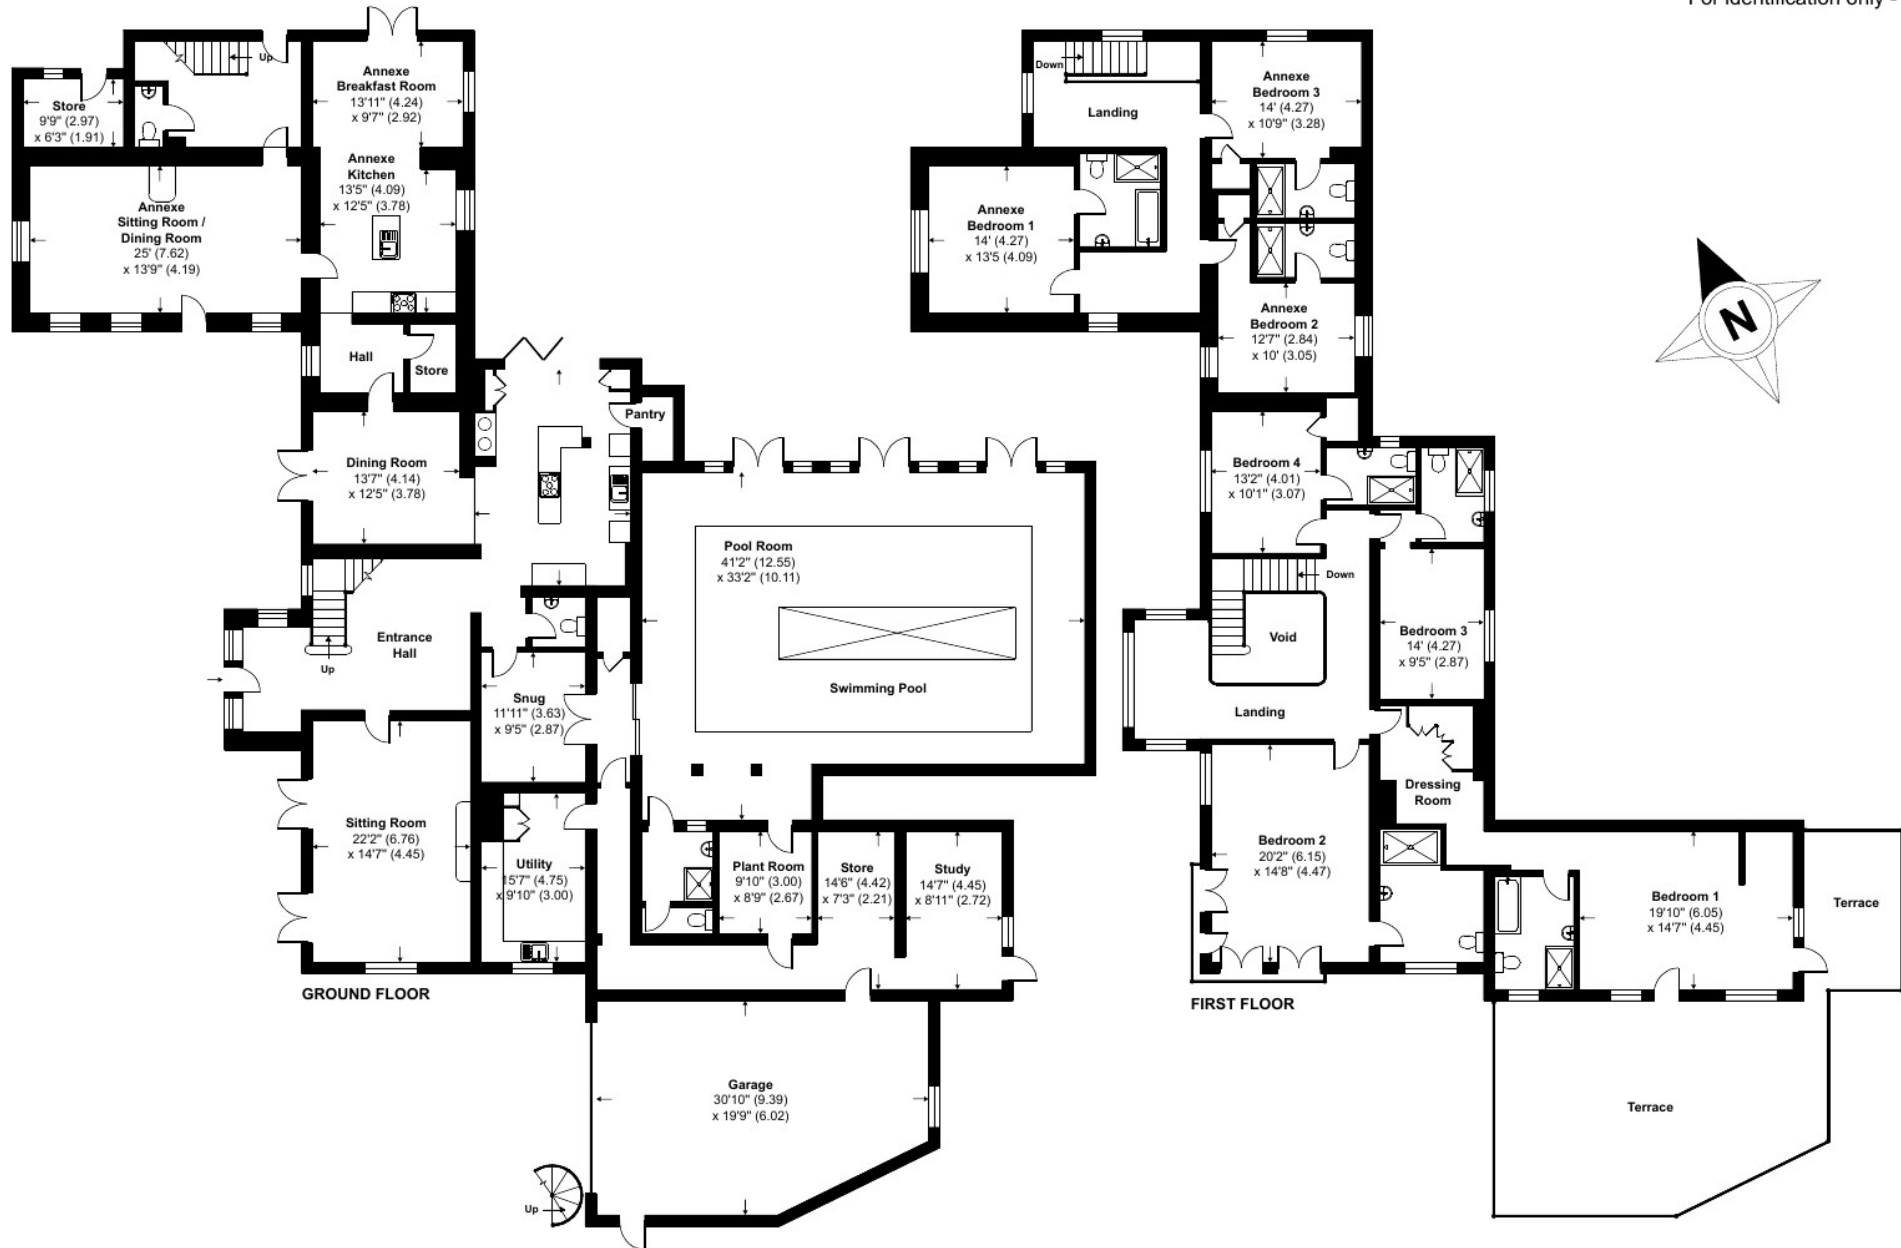 For identification only -
Up
Annexe
Breakfast Room
13'11" (4.24)
x 9'7" (2.92)
Store
9'9" (2.97)
x 6'3" (1.91)
Annexe
Kitchen
13'5" (4.09)
x 12'5" (3.78)
Annexe
Sitting Room /
Dining Room
25' (7.62)
x 13'9" (4.19)
Hall
Store
Pantry
Dining Room
13'7" (4.14)
x 12'5" (3.78)
Pool Room
41'2" (12.55)
x 33'2" (10.11)
Swimming Pool
Entrance
Hall
Up
Snug
11'11" (3.63)
x 9'5" (2.87)
Sitting Room
22'2" (6.76)
x 14'7" (4.45)
Utility
15'7" (4.75)
x 9'10" (3.00)
Plant Room
9'10" (3.00)
x 8'9" (2.67)
Store
14'6" (4.42)
x 7'3" (2.21)
Study
14'7" (4.45)
x 8'11" (2.72)
GROUND FLOOR
Garage
30'10" (9.39)
x 19'9" (6.02)
Up
Down
Landing
Annexe
Bedroom 3
14' (4.27)
x 10'9" (3.28)
Annexe
Bedroom 1
14' (4.27)
x 13'5 (4.09)
Annexe
Bedroom 2
12'7" (2.84)
x 10' (3.05)
N
Bedroom 4
13'2" (4.01)
x 10'1" (3.07)
Down
Void
Bedroom 3
14' (4.27)
x 9'5" (2.87)
Landing
Dressing
Room
Bedroom 2
20'2" (6.15)
x 14'8" (4.47)
Bedroom 1
19'10" (6.05)
x 14'7" (4.45)
Terrace
FIRST FLOOR
Terrace